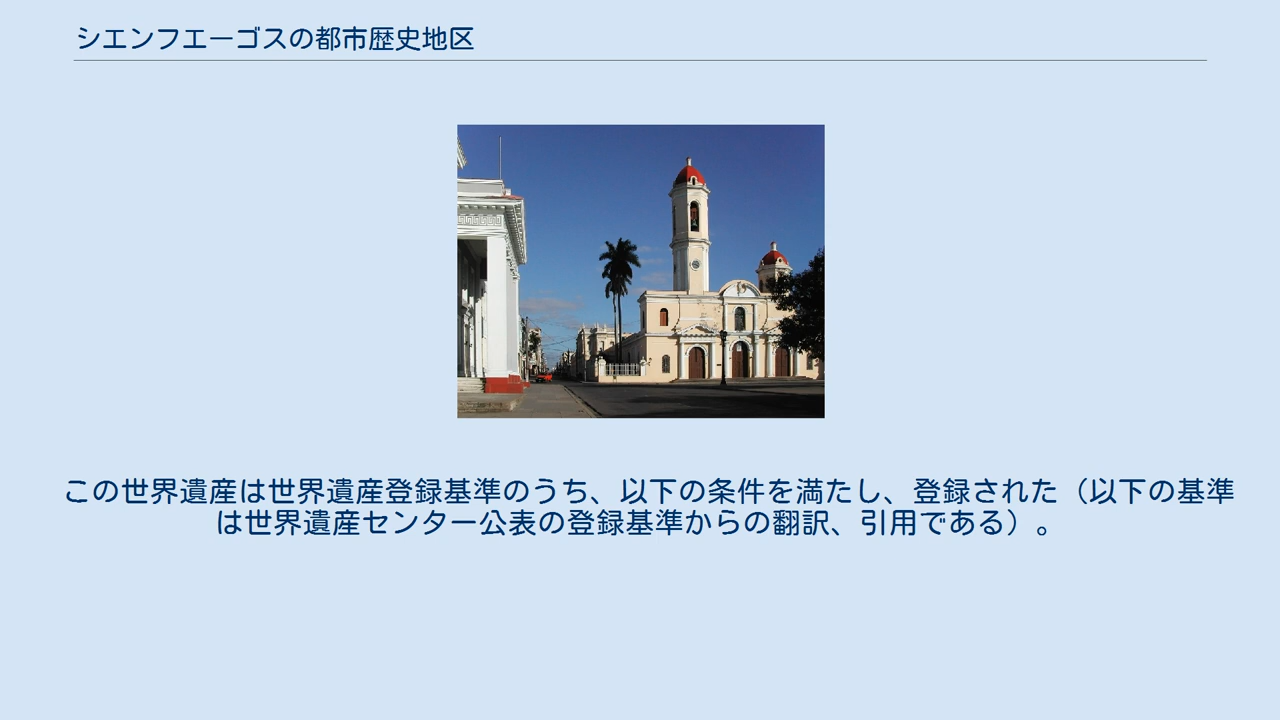 シエンフエーゴスの都市歴史地区
この世界遺産は世界遺産登録基準のうち、以下の条件を満たし、登録された（以下の基準
は世界遺産センター公表の登録基準からの翻訳、引用である）。